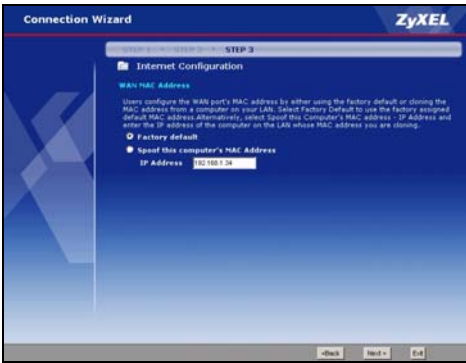 Connection Wizard
ZyXEL
STEP 1 • STEP 2 • STEP 3
Internet Configuration
WAN MAC Address
Users configure the WAN port's MAC address by either using the factory default or cloning the
MAC address from a computer on your LAN. Select Factory Default to use the factory assigned
default MAC address.Alternatively, select Spoof this Computer's MAC address - IP Address and
enter the IP address of the computer on the LAN whose MAC address you are cloning.
Factory default
Spoof this computer's MAC Address
IP Address 192.168.1.34
<Back Next > Exit